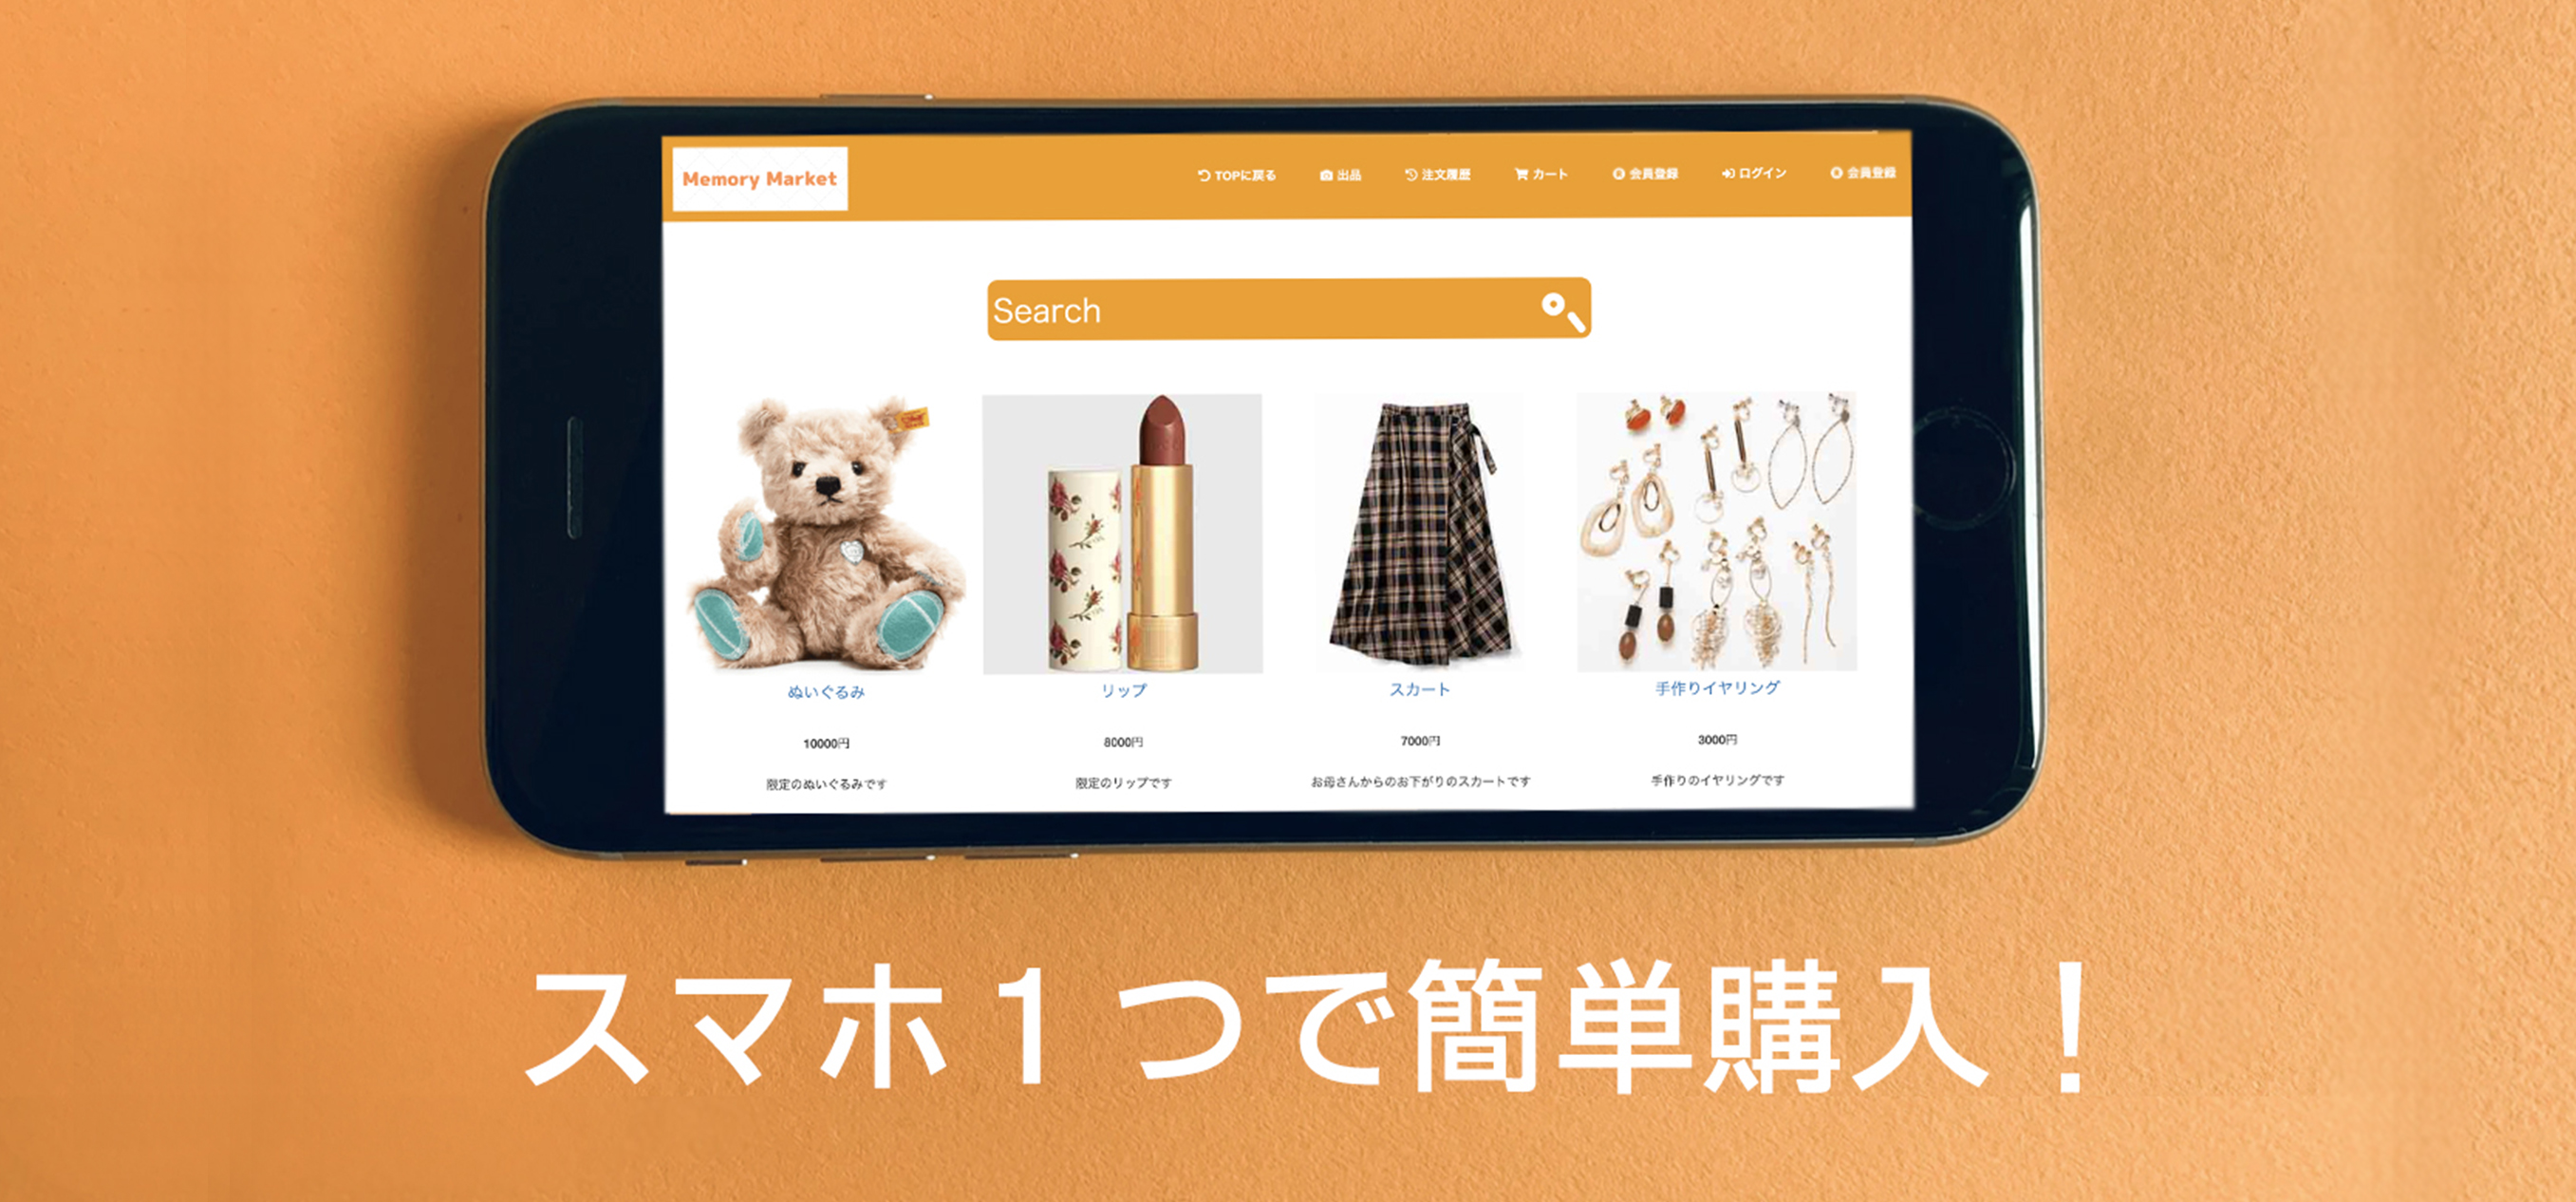 Memory Market
TOPに戻る 出品 注文履歴 カート 会員登録 ログイン 会員登録
Search
ぬいぐるみ リップ スカート 手作りイヤリング
10000円 8000円 7000円 3000円
限定のぬいぐるみです 限定のリップです お母さんからのお下がりのスカートです 手作りのイヤリングです
スマホ１つで簡単購入！